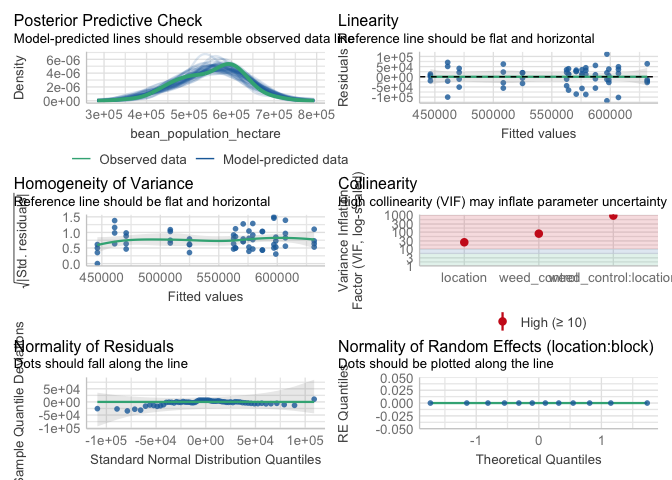 Posterior Predictive Check
Model-predicted lines should resemble observed data line
Density
6e-06
4e-06
2e-06
0e+00
3e+05 4e+05 5e+05 6e+05 7e+05 8e+05
bean_population_hectare
Observed data Model-predicted data
Linearity
Reference line should be flat and horizontal
Residuals
1e+05
5e+04
0e+00
-5e+04
-1e+05
450000 500000 550000 600000
Fitted values
Homogeneity of Variance
Reference line should be flat and horizontal
√|Std. residuals|
1.5
1.0
0.5
0.0
450000 500000 550000 600000
Fitted values
Collinearity
High collinearity (VIF) may inflate parameter uncertainty
Variance Inflation
Factor (VIF, log-scaled)
1000
300
100
30
10
5
3
1
location weed_control weed_control:location
High (≥ 10)
Normality of Residuals
Dots should fall along the line
Sample Quantile Deviations
5e+04
0e+00
-5e+04
-1e+05
-1e+05 -5e+04 0e+00 5e+04 1e+05
Standard Normal Distribution Quantiles
Normality of Random Effects (location:block)
Dots should be plotted along the line
RE Quantiles
0.050
0.025
0.000
-0.025
-0.050
-1 0 1
Theoretical Quantiles